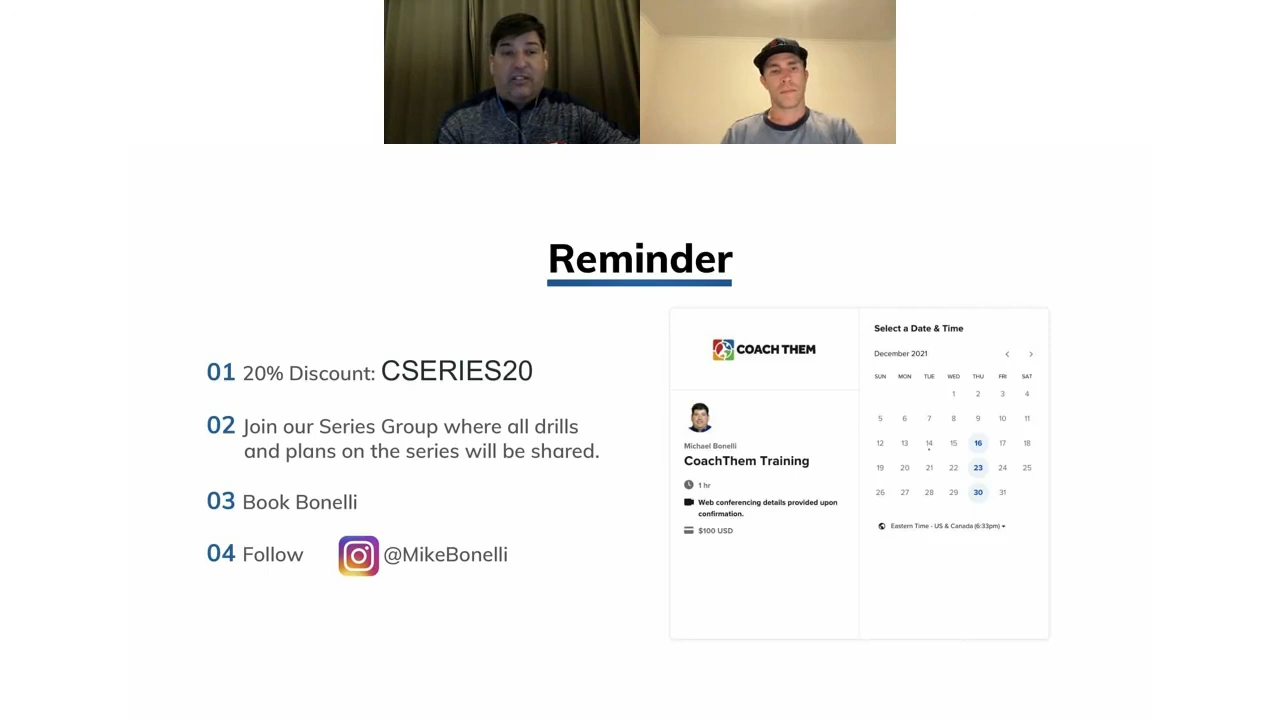 Reminder
01 20% Discount: CSERIES20
02 Join our Series Group where all drills
and plans on the series will be shared.
03 Book Bonelli
04 Follow @MikeBonelli
COACH THEM
Michael Bonelli
CoachThem Training
1 hr
Web conferencing details provided upon
confirmation.
$100 USD
Select a Date & Time
December 2021
SUN MON TUE WED THU FRI SAT
1 2 3 4
5 6 7 8 9 10 11
12 13 14 15 16 17 18
19 20 21 22 23 24 25
26 27 28 29 30 31
Eastern Time - US & Canada (6:33pm)